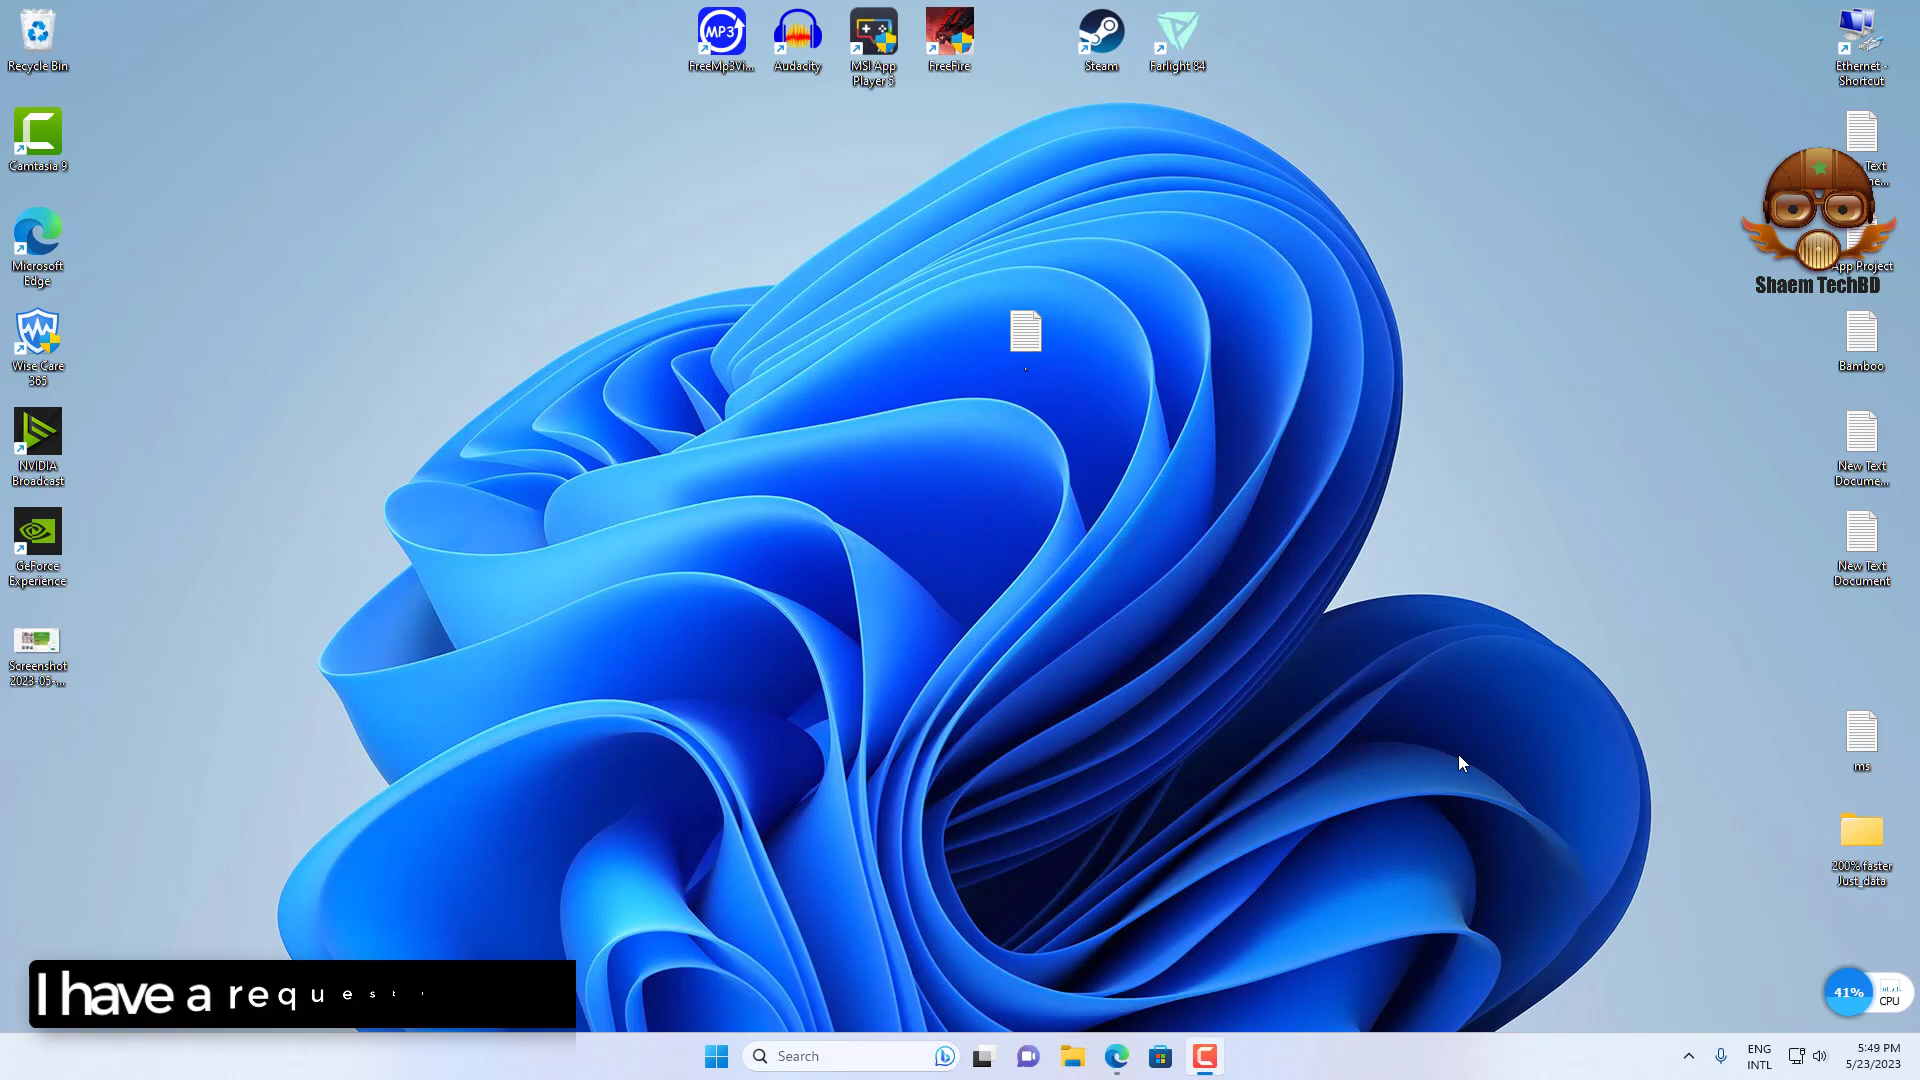 Recycle Bin
FreeMp3Vi...
Audacity
MSI App
Player 5
FreeFire
Steam
Farlight 84
Ethernet -
Shortcut
Camtasia 9
Text
Shaem TechBD
App Project
Microsoft
Edge
Wise Care
365
.
Bamboo
NVIDIA
Broadcast
New Text
Docume...
GeForce
Experience
New Text
Document
Screenshot
2023-05-...
ms
200% faster
Just_data
I have a request
41%
CPU
Search
ENG
INTL
5:49 PM
5/23/2023